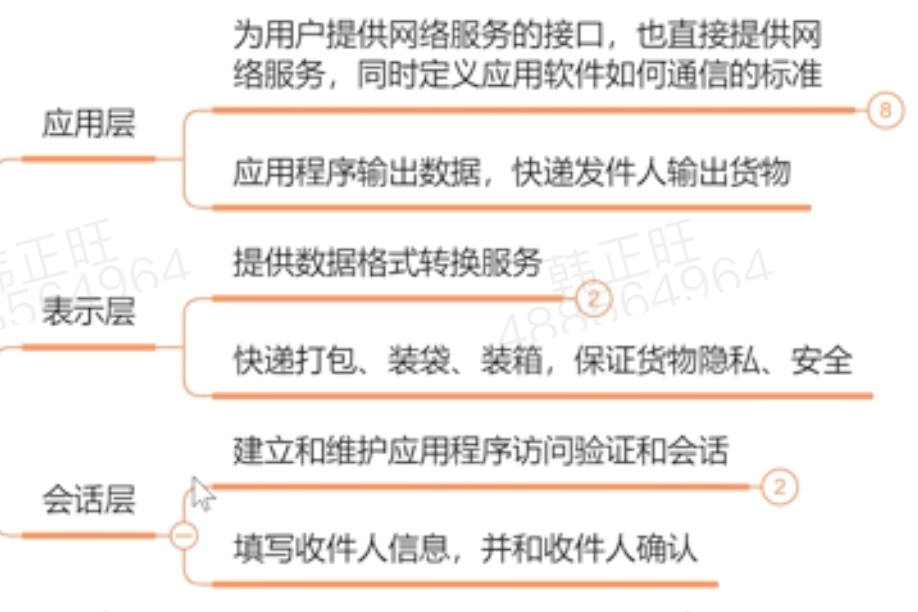 应用层
为用户提供网络服务的接口，也直接提供网
络服务，同时定义应用软件如何通信的标准
8
应用程序输出数据，快递发件人输出货物
表示层
提供数据格式转换服务
2
快递打包、装袋、装箱，保证货物隐私、安全
会话层
建立和维护应用程序访问验证和会话
2
填写收件人信息，并和收件人确认
韩正旺
488564964